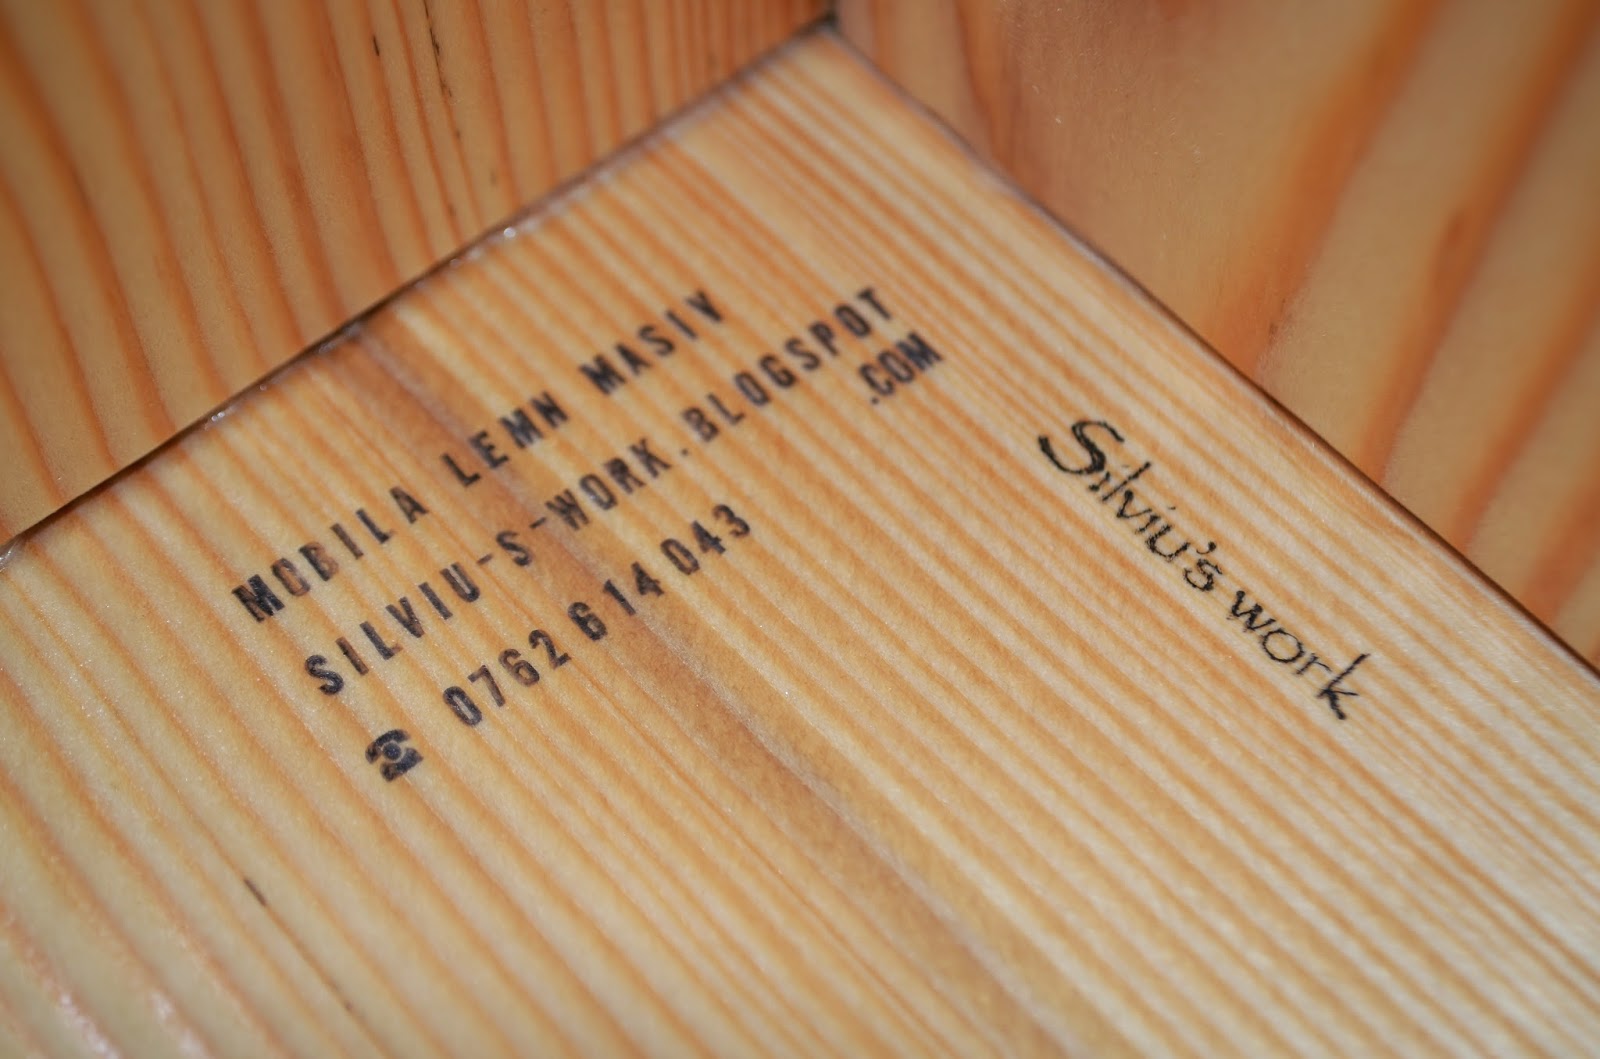 MOBILA LEMN MASIV
SILVIU-S-WORK.BLOGSPOT
.COM
☎ 0762 614 043
Silviu's work